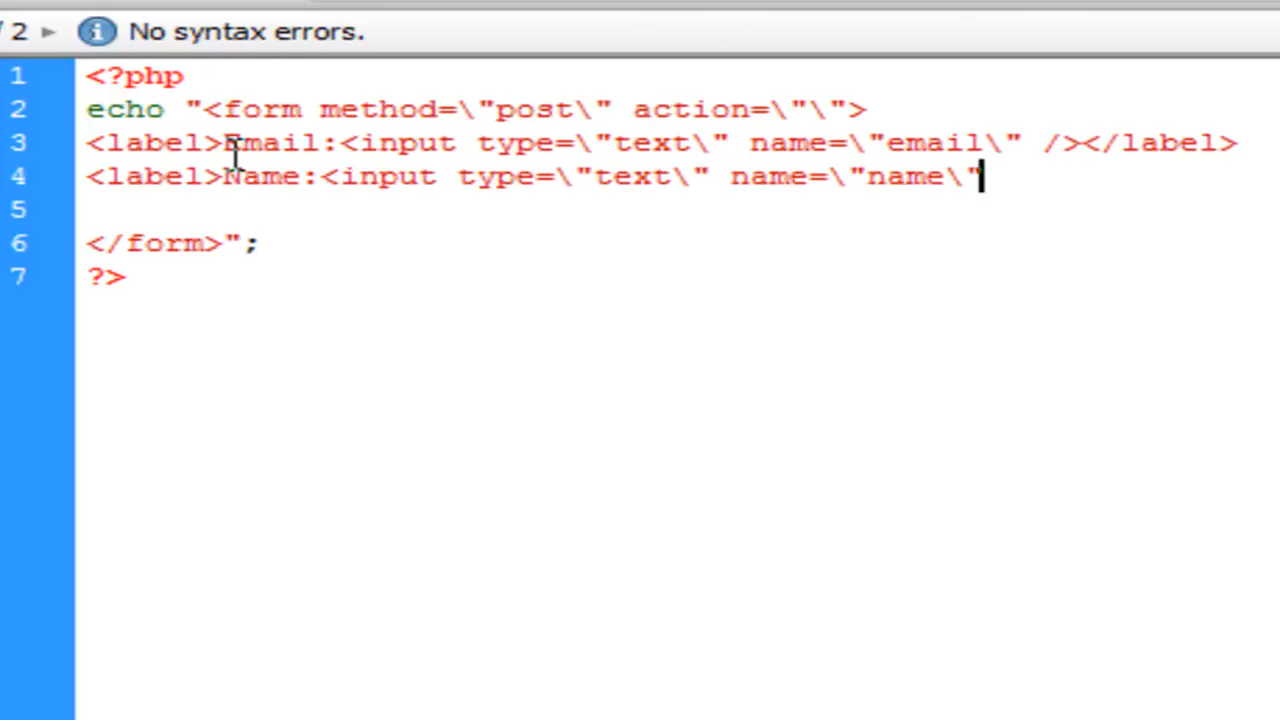 / 2 ▸ No syntax errors.
1 <?php
2 echo "<form method=\"post\" action=\"\">
3 <label>Email:<input type=\"text\" name=\"email\" /></label>
4 <label>Name:<input type=\"text\" name=\"name\"
5
6 </form>";
7 ?>